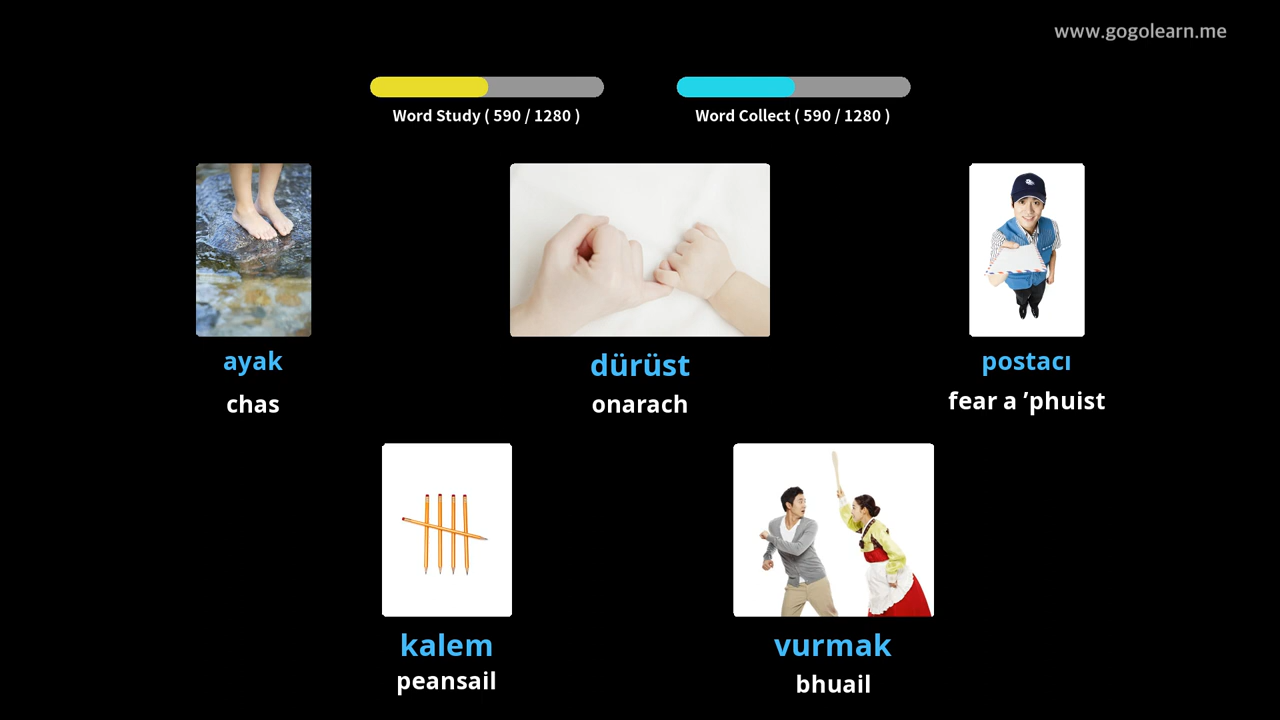 www.gogolearn.me
Word Study ( 590 / 1280 )
Word Collect ( 590 / 1280 )
ayak
chas
dürüst
onarach
postacı
fear a ’phuist
kalem
peansail
vurmak
bhuail